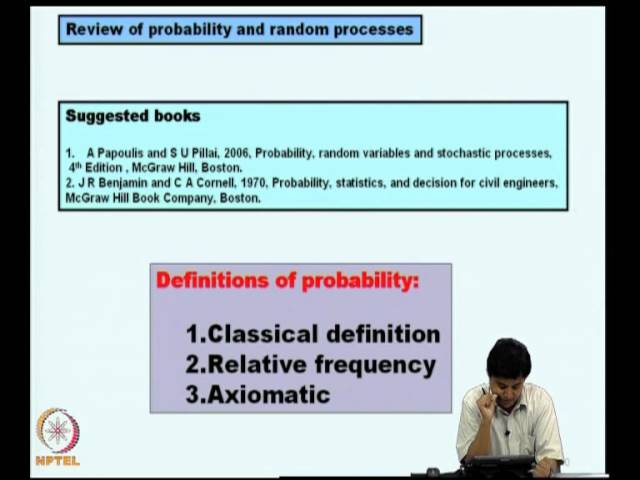 Review of probability and random processes
Suggested books
1. A Papoulis and S U Pillai, 2006, Probability, random variables and stochastic processes,
4th Edition , McGraw Hill, Boston.
2. J R Benjamin and C A Cornell, 1970, Probability, statistics, and decision for civil engineers,
McGraw Hill Book Company, Boston.
Definitions of probability:
1.Classical definition
2.Relative frequency
3.Axiomatic
NPTEL